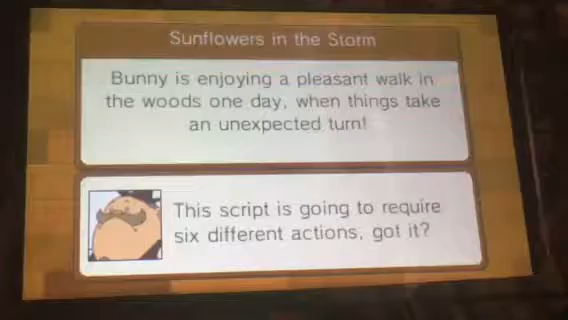 Sunflowers in the Storm
Bunny is enjoying a pleasant walk in
the woods one day, when things take
an unexpected turn!
This script is going to require
six different actions, got it?